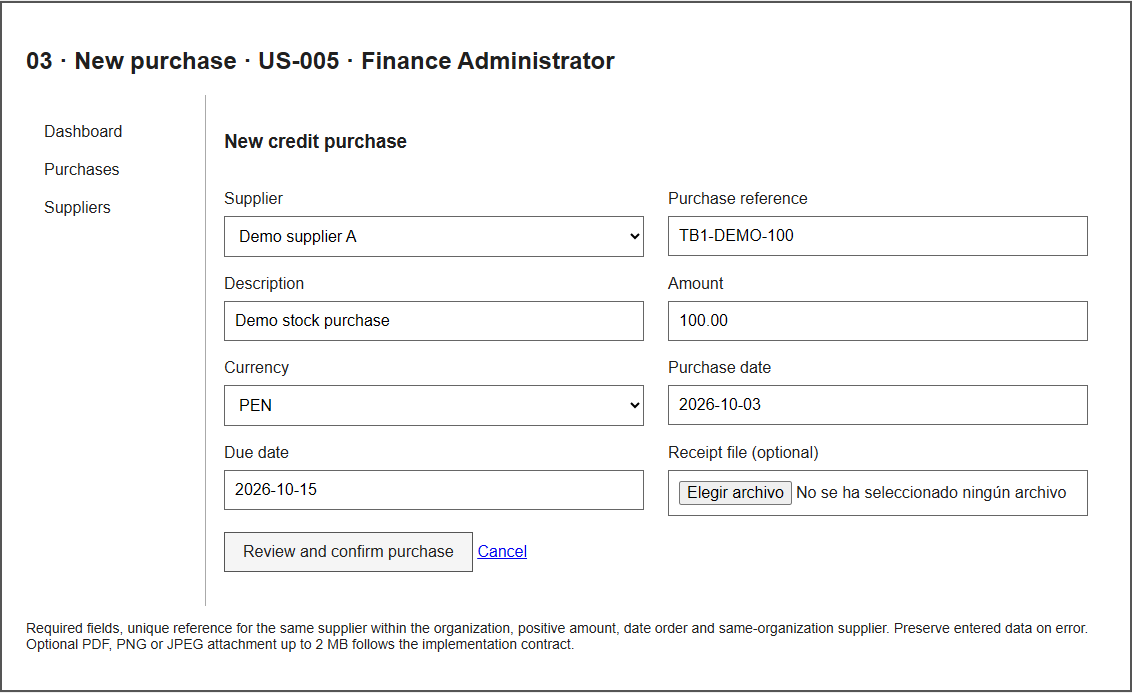 03 · New purchase · US-005 · Finance Administrator
Dashboard
Purchases
Suppliers
New credit purchase
Supplier
Purchase reference
Demo supplier A
TB1-DEMO-100
Description
Amount
Demo stock purchase
100.00
Currency
Purchase date
PEN
2026-10-03
Due date
Receipt file (optional)
2026-10-15
Elegir archivo No se ha seleccionado ningún archivo
Review and confirm purchase Cancel
Required fields, unique reference for the same supplier within the organization, positive amount, date order and same-organization supplier. Preserve entered data on error.
Optional PDF, PNG or JPEG attachment up to 2 MB follows the implementation contract.